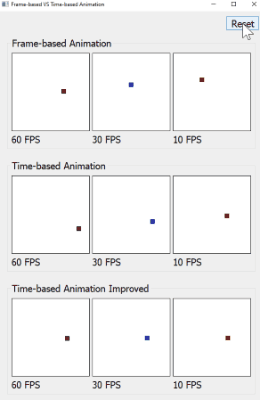 Frame-based VS Time-based Animation
Reset
Frame-based Animation
60 FPS 30 FPS 10 FPS
Time-based Animation
60 FPS 30 FPS 10 FPS
Time-based Animation Improved
60 FPS 30 FPS 10 FPS